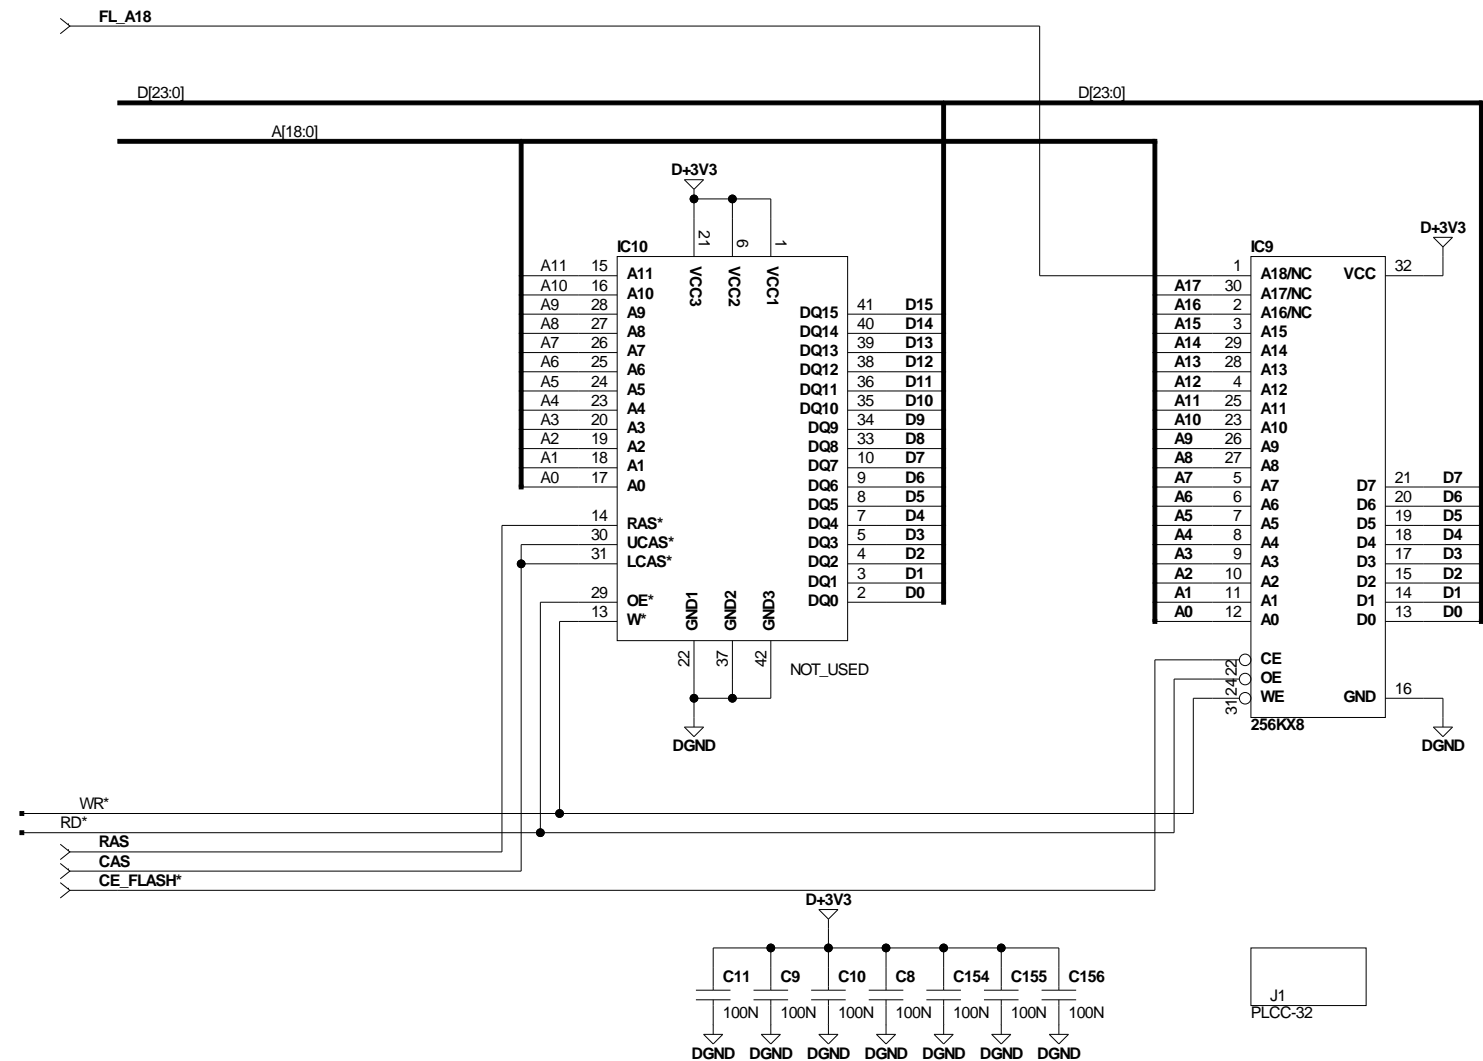 FL_A18
D[23:0] D[23:0]
A[18:0]
D+3V3
21 6 1
IC10
VCC3 VCC2 VCC1
A11 15 A11
A10 16 A10
A9 28 A9
A8 27 A8
A7 26 A7
A6 25 A6
A5 24 A5
A4 23 A4
A3 20 A3
A2 19 A2
A1 18 A1
A0 17 A0
14 RAS*
30 UCAS*
31 LCAS*
29 OE*
13 W*
DQ15 41 D15
DQ14 40 D14
DQ13 39 D13
DQ12 38 D12
DQ11 36 D11
DQ10 35 D10
DQ9 34 D9
DQ8 33 D8
DQ7 10 D7
DQ6 9 D6
DQ5 8 D5
DQ4 7 D4
DQ3 5 D3
DQ2 4 D2
DQ1 3 D1
DQ0 2 D0
GND1 GND2 GND3
22 37 42
NOT_USED
DGND
IC9
D+3V3
1 A18/NC VCC 32
A17 30 A17/NC
A16 2 A16/NC
A15 3 A15
A14 29 A14
A13 28 A13
A12 4 A12
A11 25 A11
A10 23 A10
A9 26 A9
A8 27 A8
A7 5 A7 D7 21 D7
A6 6 A6 D6 20 D6
A5 7 A5 D5 19 D5
A4 8 A4 D4 18 D4
A3 9 A3 D3 17 D3
A2 10 A2 D2 15 D2
A1 11 A1 D1 14 D1
A0 12 A0 D0 13 D0
22 CE
24 OE
31 WE GND 16
256KX8
DGND
WR*
RD*
RAS
CAS
CE_FLASH*
D+3V3
C11 C9 C10 C8 C154 C155 C156
100N 100N 100N 100N 100N 100N 100N
DGND DGND DGND DGND DGND DGND DGND
J1
PLCC-32